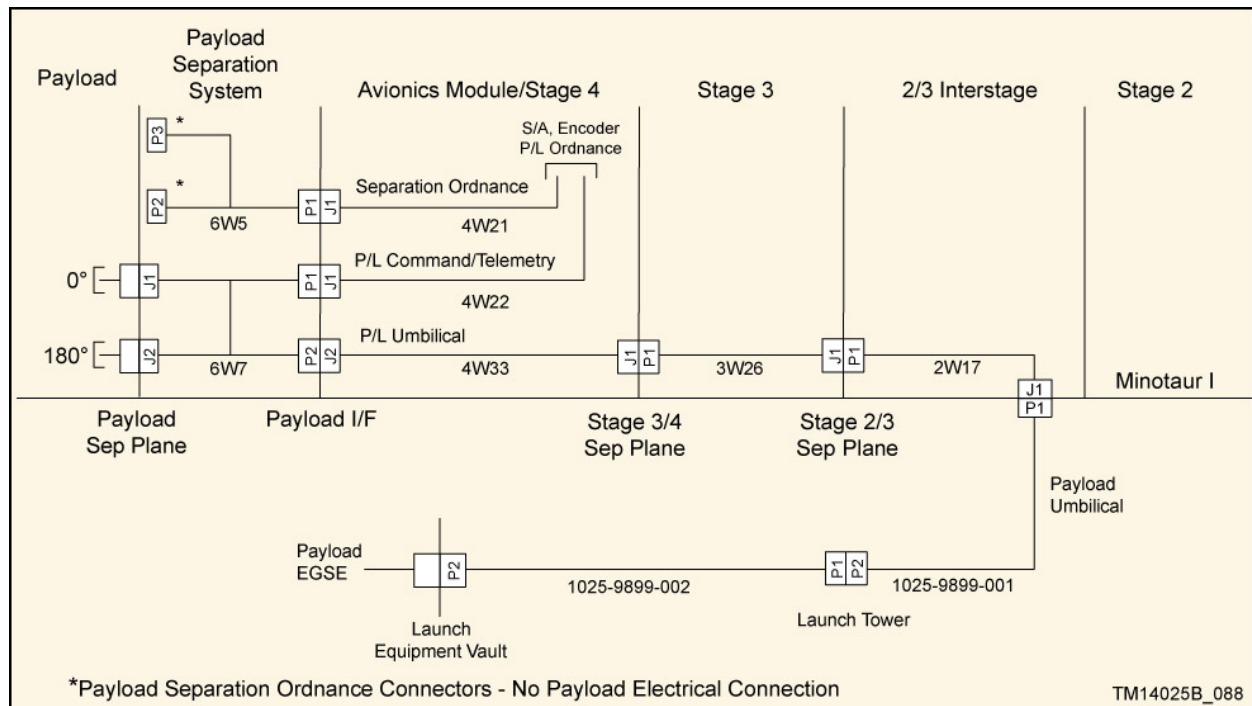 Payload
Payload
Separation
System
Avionics Module/Stage 4
Stage 3
2/3 Interstage
Stage 2
S/A, Encoder
P/L Ordnance
P3
*
P2
*
6W5
P1
J1
Separation Ordnance
4W21
0°
J1
P1
J1
P/L Command/Telemetry
4W22
180°
J2
6W7
P2
J2
P/L Umbilical
4W33
J1
P1
3W26
J1
P1
2W17
J1
P1
Minotaur I
Payload
Sep Plane
Payload I/F
Stage 3/4
Sep Plane
Stage 2/3
Sep Plane
Payload
Umbilical
Payload
EGSE
P2
1025-9899-002
P1
P2
1025-9899-001
Launch
Equipment Vault
Launch Tower
*Payload Separation Ordnance Connectors - No Payload Electrical Connection
TM14025B_088